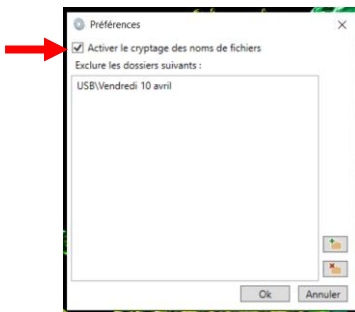 Préférences
Activer le cryptage des noms de fichiers
Exclure les dossiers suivants :
USB\Vendredi 10 avril
Ok
Annuler